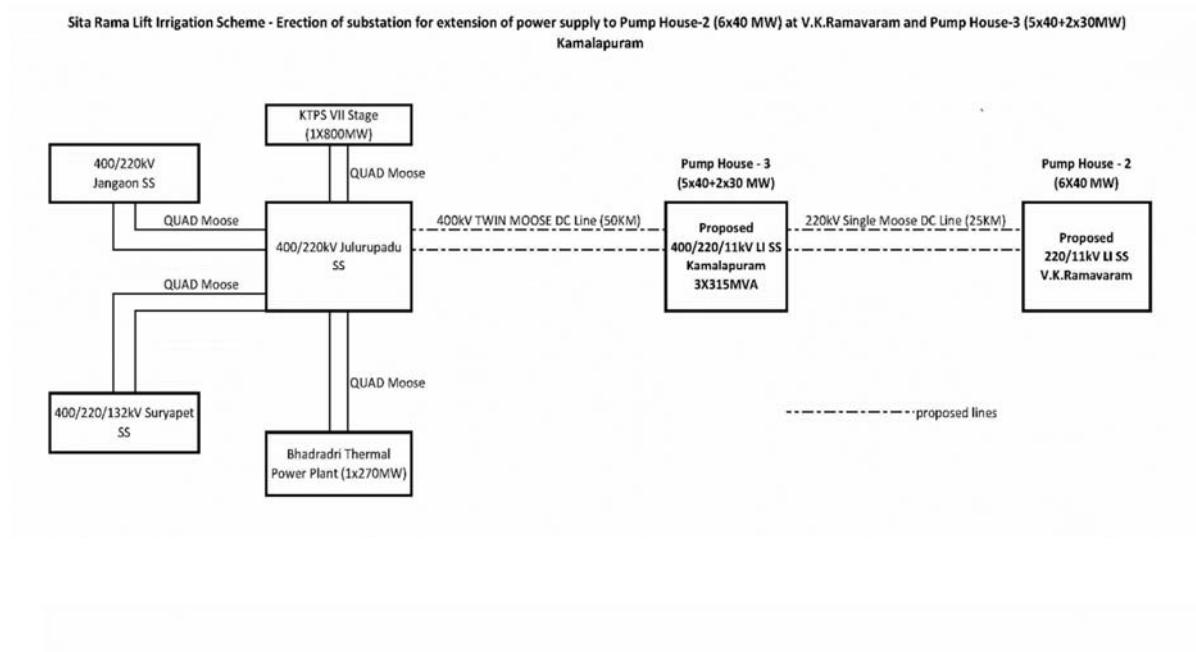 Sita Rama Lift Irrigation Scheme - Erection of substation for extension of power supply to Pump House-2 (6x40 MW) at V.K.Ramavaram and Pump House-3 (5x40+2x30MW)
Kamalapuram
KTPS VII Stage
(1X800MW)
400/220kV
Jangaon SS
QUAD Moose
QUAD Moose
400/220kV Julurupadu
SS
QUAD Moose
400/220/132kV Suryapet
SS
QUAD Moose
Bhadradri Thermal
Power Plant (1x270MW)
400kV TWIN MOOSE DC Line (50KM)
Pump House - 3
(5x40+2x30 MW)
Proposed
400/220/11kV LI SS
Kamalapuram
3X315MVA
220kV Single Moose DC Line (25KM)
Pump House - 2
(6X40 MW)
Proposed
220/11kV LI SS
V.K.Ramavaram
proposed lines